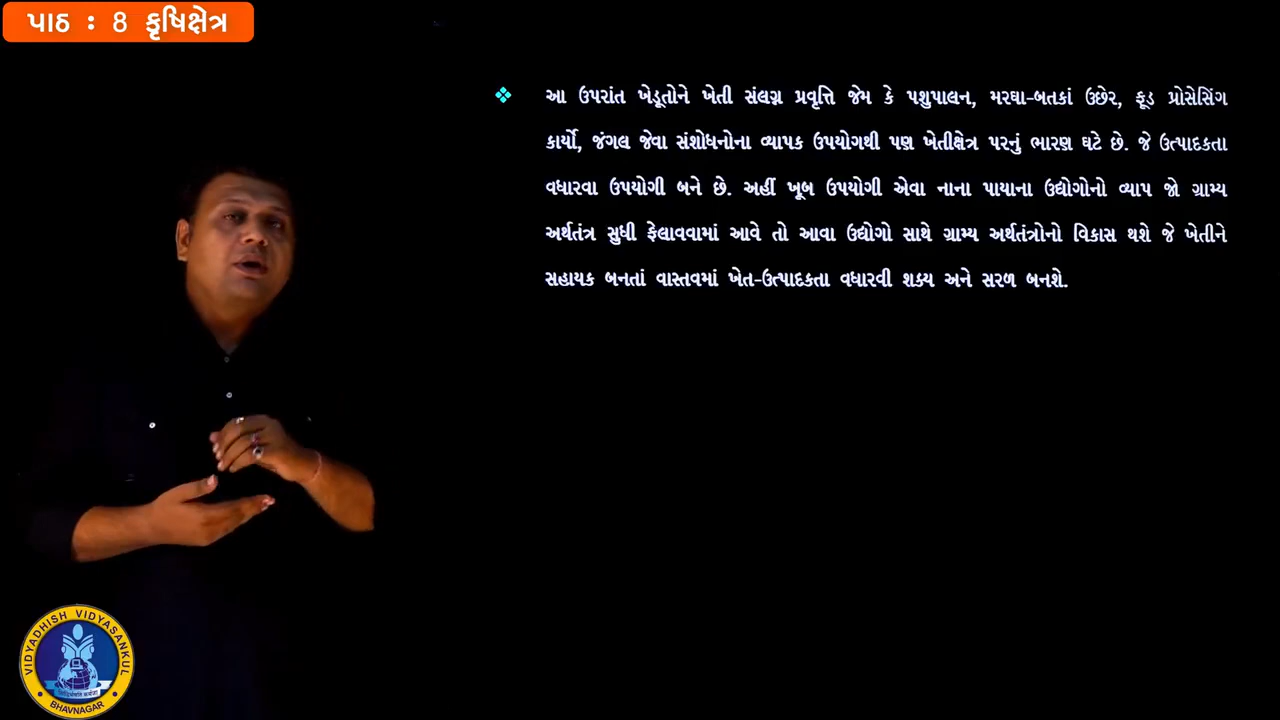 પાઠ : 8 કૃષિક્ષેત્ર
❖ આ ઉપરાંત ખેડૂતોને ખેતી સંલગ્ન પ્રવૃત્તિ જેમ કે પશુપાલન, મરઘા-બતકાં ઉછેર, ફૂડ પ્રોસેસિંગ
કાર્યો, જંગલ જેવા સંશોધનોના વ્યાપક ઉપયોગથી પણ ખેતીક્ષેત્ર પરનું ભારણ ઘટે છે. જે ઉત્પાદકતા
વધારવા ઉપયોગી બને છે. અહીં ખૂબ ઉપયોગી એવા નાના પાયાના ઉદ્યોગોનો વ્યાપ જો ગ્રામ્ય
અર્થતંત્ર સુધી ફેલાવવામાં આવે તો આવા ઉદ્યોગો સાથે ગ્રામ્ય અર્થતંત્રોનો વિકાસ થશે જે ખેતીને
સહાયક બનતાં વાસ્તવમાં ખેત-ઉત્પાદકતા વધારવી શક્ય અને સરળ બનશે.
VIDYADHISH VIDYASANKUL
BHAVNAGAR